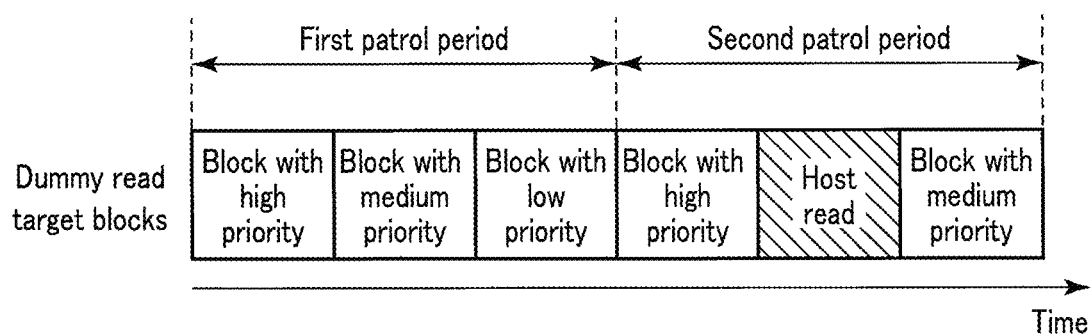 First patrol period
Second patrol period
Dummy read
target blocks
Block with
high
priority
Block with
medium
priority
Block with
low
priority
Block with
high
priority
Host
read
Block with
medium
priority
Time